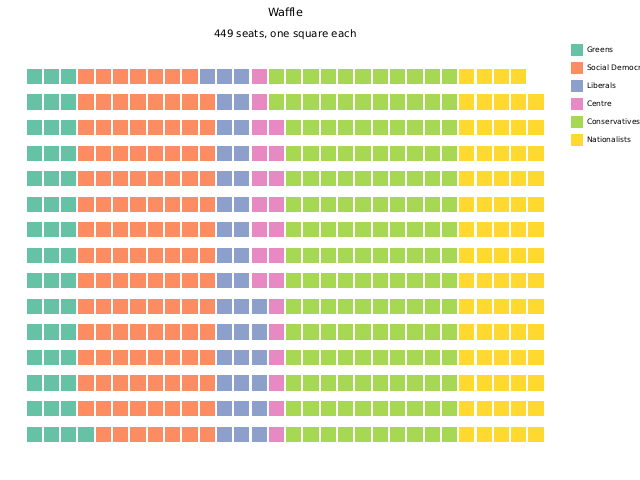 Waffle
449 seats, one square each
Greens
Social Democr
Liberals
Centre
Conservatives
Nationalists